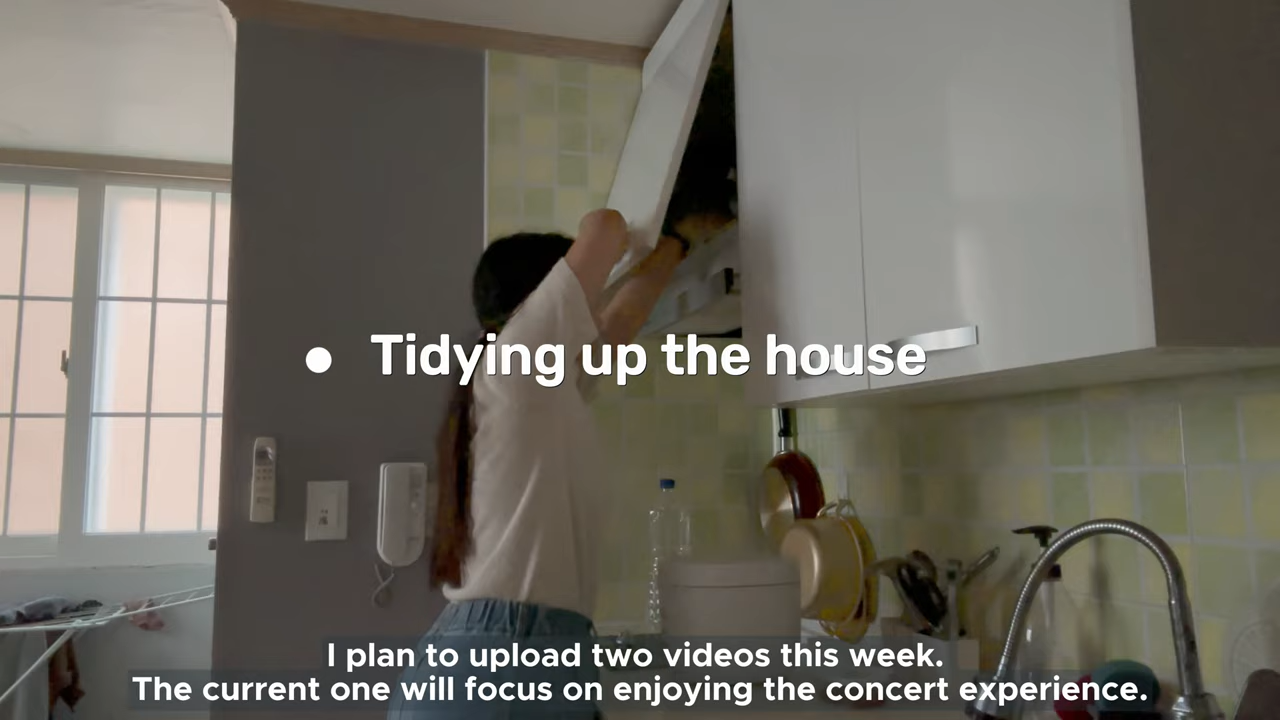 • Tidying up the house
I plan to upload two videos this week.
The current one will focus on enjoying the concert experience.